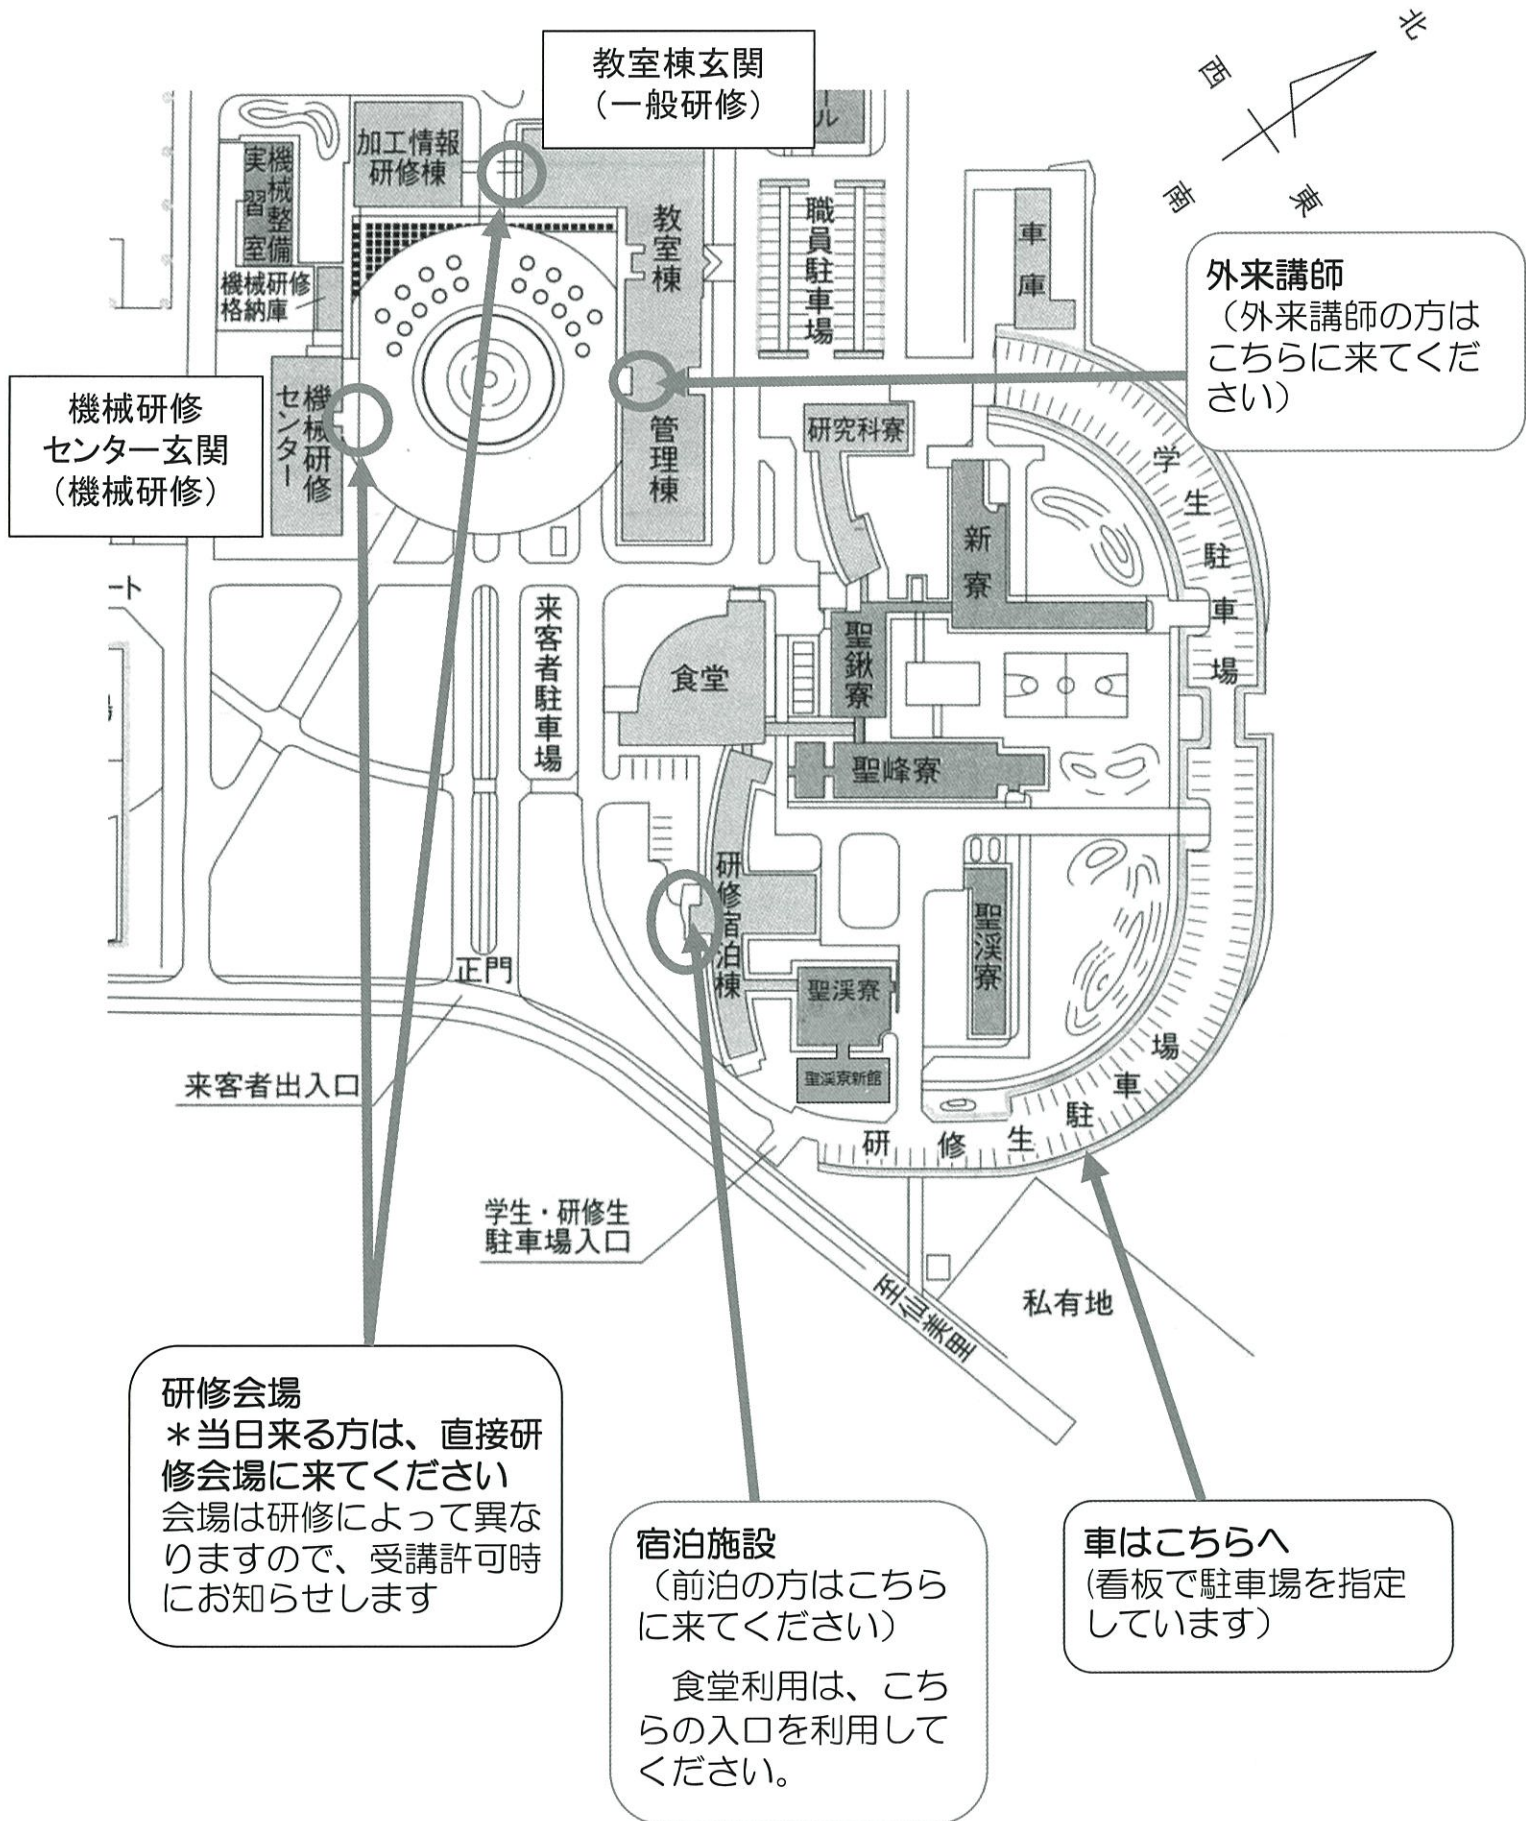 教室棟玄関
（一般研修）
北
西
南
東
加工情報
研修棟
機械整備
実習室
機械研修
格納庫
教室棟
職員駐車場
ール
車庫
外来講師
（外来講師の方は
こちらに来てくだ
さい）
機械研修
センター玄関
（機械研修）
機械研修
センター
管理棟
研究科寮
新寮
学生駐車場
ート
来客者駐車場
食堂
聖鍬寮
場
聖峰寮
研修宿泊棟
聖渓寮
正門
聖渓寮
聖渓寮新館
来客者出入口
研修生駐車場
学生・研修生
駐車場入口
至仙美里
私有地
研修会場
＊当日来る方は、直接研
修会場に来てください
会場は研修によって異な
りますので、受講許可時
にお知らせします
宿泊施設
（前泊の方はこちら
に来てください）
食堂利用は、こち
らの入口を利用して
ください。
車はこちらへ
(看板で駐車場を指定
しています）